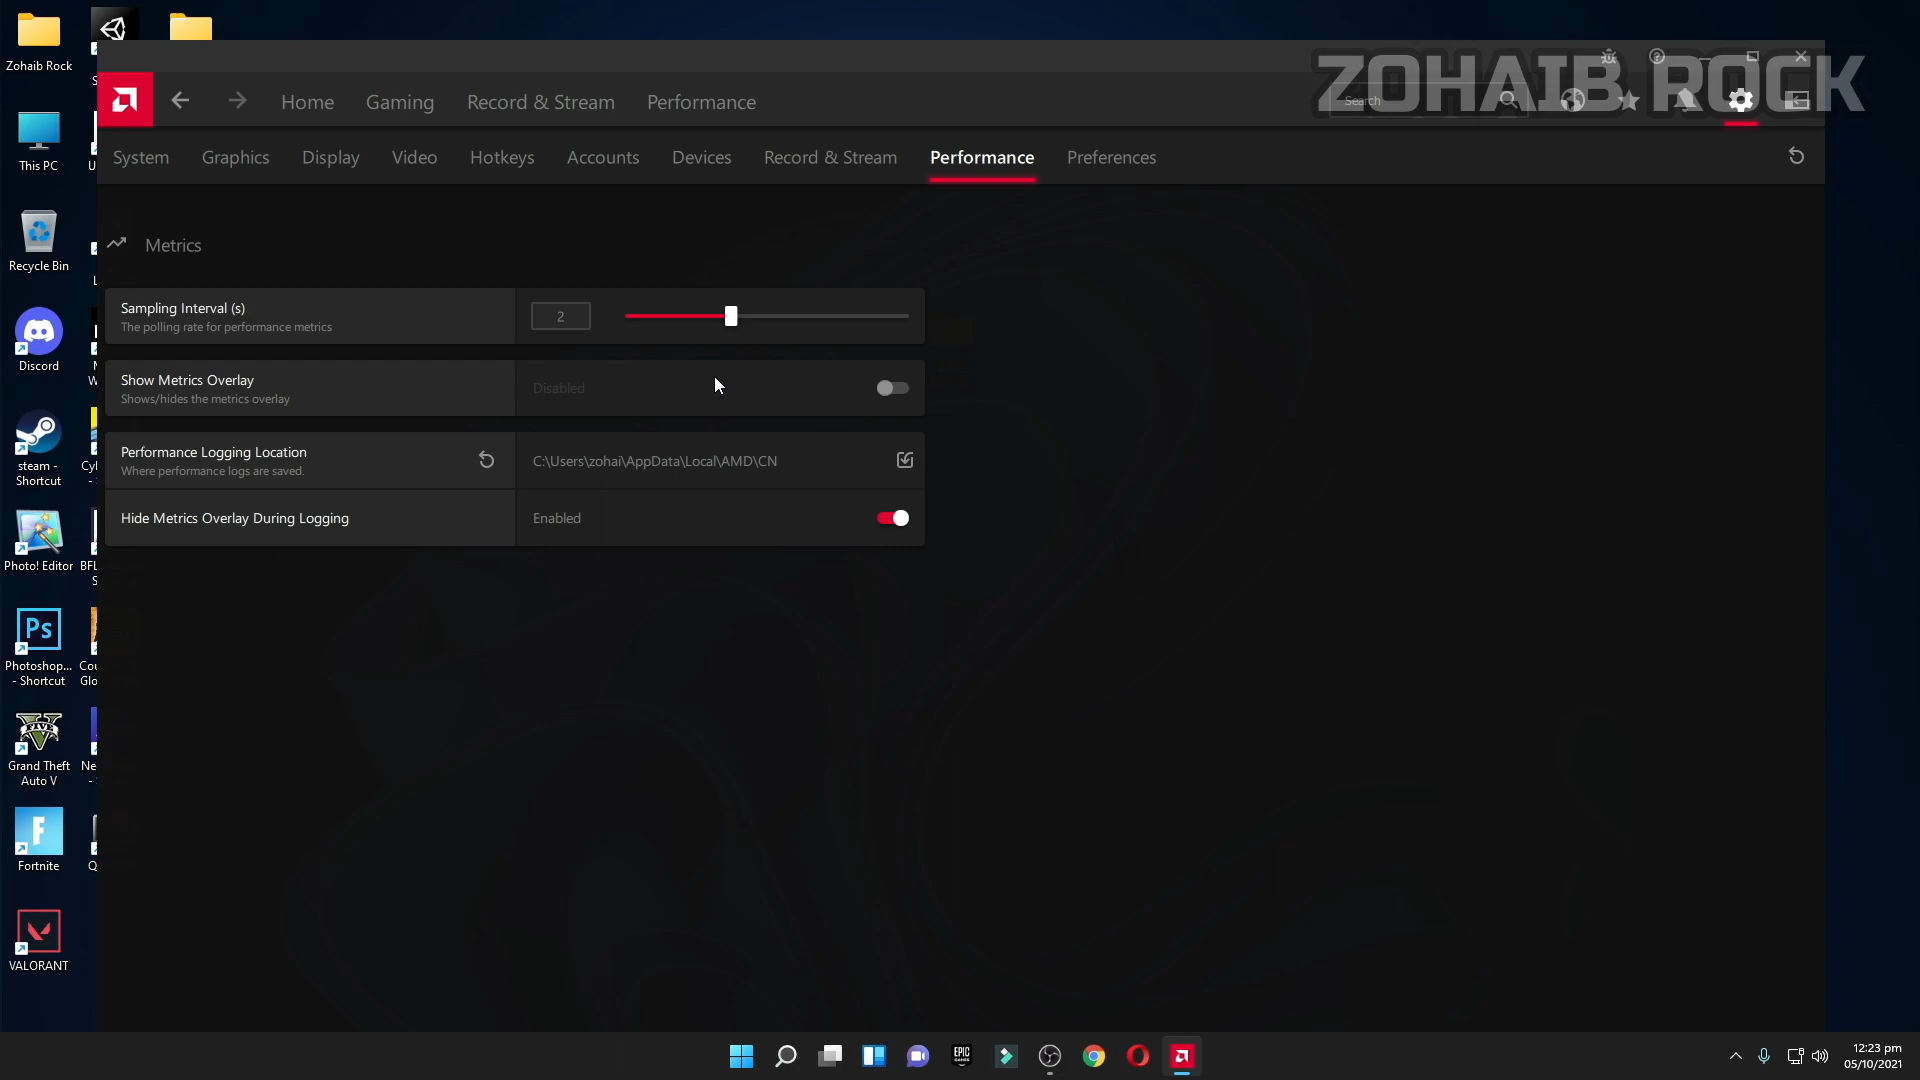 Zohaib Rock
This PC
Recycle Bin
Discord
steam -
Shortcut
Photo! Editor
Photoshop...
- Shortcut
Grand Theft
Auto V
Fortnite
VALORANT
ZOHAIB.ROCK
Home
Gaming
Record & Stream
Performance
Search
System
Graphics
Display
Video
Hotkeys
Accounts
Devices
Record & Stream
Performance
Preferences
Metrics
Sampling Interval (s)
The polling rate for performance metrics
2
Show Metrics Overlay
Shows/hides the metrics overlay
Disabled
Performance Logging Location
Where performance logs are saved.
C:\Users\zohai\AppData\Local\AMD\CN
Hide Metrics Overlay During Logging
Enabled
Ps
EPIC
GAMES
12:23 pm
05/10/2021